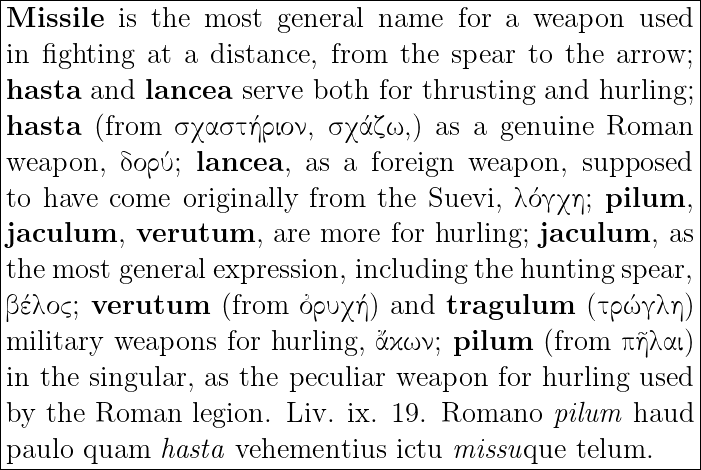 Missile is the most general name for a weapon used
in fighting at a distance, from the spear to the arrow;
hasta and lancea serve both for thrusting and hurling;
hasta (from σχαστήριον, σχάζω,) as a genuine Roman
weapon, δορύ; lancea, as a foreign weapon, supposed
to have come originally from the Suevi, λόγχη; pilum,
jaculum, verutum, are more for hurling; jaculum, as
the most general expression, including the hunting spear,
βέλος; verutum (from ὀρυχή) and tragulum (τρώγλη)
military weapons for hurling, ἄκων; pilum (from πῆλαι)
in the singular, as the peculiar weapon for hurling used
by the Roman legion. Liv. ix. 19. Romano pilum haud
paulo quam hasta vehementius ictu missuque telum.